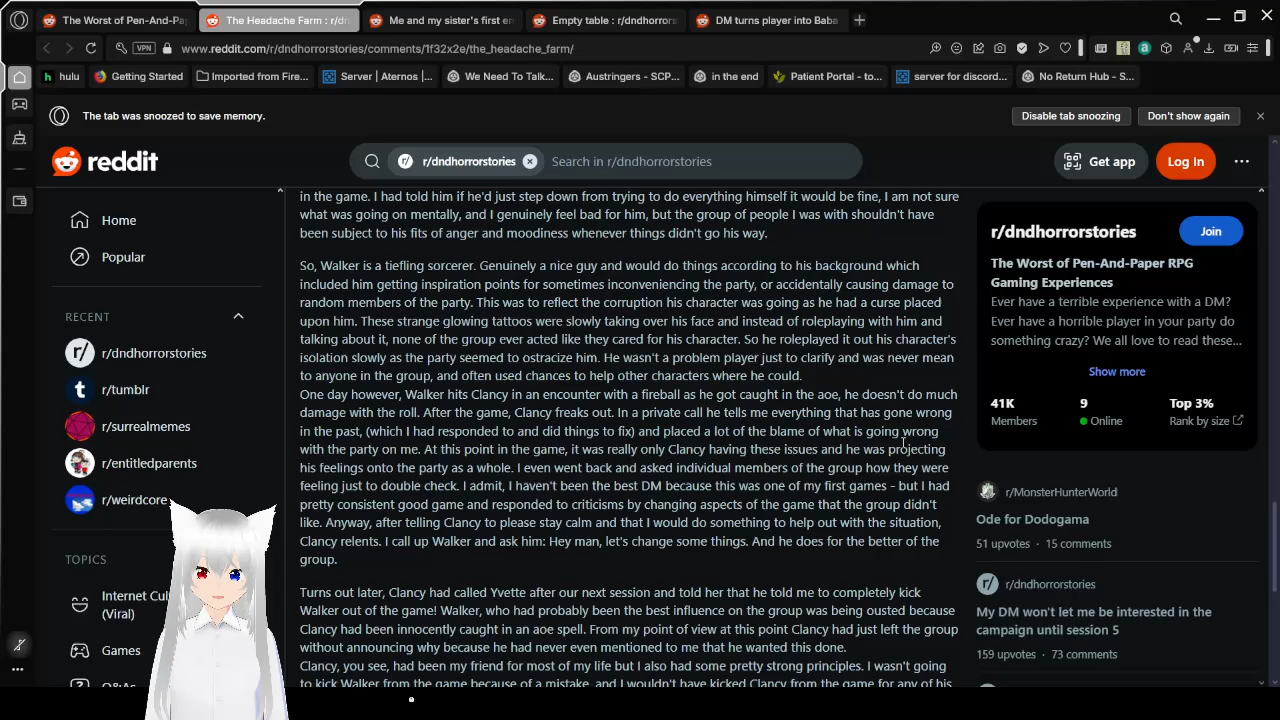 The Worst of Pen-And-Pa
The Headache Farm : r/dn
Me and my sister's first en
Empty table : r/dndhorrors
DM turns player into Baba
VPN
www.reddit.com/r/dndhorrorstories/comments/1f32x2e/the_headache_farm/
hulu
Getting Started
Imported from Fire...
Server | Aternos |...
We Need To Talk...
Austringers - SCP...
in the end
Patient Portal - to...
server for discord...
No Return Hub - S...
The tab was snoozed to save memory.
Disable tab snoozing
Don't show again
reddit
r/dndhorrorstories
Search in r/dndhorrorstories
Get app
Log In
Home
Popular
RECENT
r/dndhorrorstories
r/tumblr
r/surrealmemes
r/entitledparents
r/weirdcore
TOPICS
Internet Cul
(Viral)
Games
in the game. I had told him if he'd just step down from trying to do everything himself it would be fine, I am not sure
what was going on mentally, and I genuinely feel bad for him, but the group of people I was with shouldn't have
been subject to his fits of anger and moodiness whenever things didn't go his way.
So, Walker is a tiefling sorcerer. Genuinely a nice guy and would do things according to his background which
included him getting inspiration points for sometimes inconveniencing the party, or accidentally causing damage to
random members of the party. This was to reflect the corruption his character was going as he had a curse placed
upon him. These strange glowing tattoos were slowly taking over his face and instead of roleplaying with him and
talking about it, none of the group ever acted like they cared for his character. So he roleplayed it out his character's
isolation slowly as the party seemed to ostracize him. He wasn't a problem player just to clarify and was never mean
to anyone in the group, and often used chances to help other characters where he could.
One day however, Walker hits Clancy in an encounter with a fireball as he got caught in the aoe, he doesn't do much
damage with the roll. After the game, Clancy freaks out. In a private call he tells me everything that has gone wrong
in the past, (which I had responded to and did things to fix) and placed a lot of the blame of what is going wrong
with the party on me. At this point in the game, it was really only Clancy having these issues and he was projecting
his feelings onto the party as a whole. I even went back and asked individual members of the group how they were
feeling just to double check. I admit, I haven't been the best DM because this was one of my first games - but I had
pretty consistent good game and responded to criticisms by changing aspects of the game that the group didn't
like. Anyway, after telling Clancy to please stay calm and that I would do something to help out with the situation,
Clancy relents. I call up Walker and ask him: Hey man, let's change some things. And he does for the better of the
group.
Turns out later, Clancy had called Yvette after our next session and told her that he told me to completely kick
Walker out of the game! Walker, who had probably been the best influence on the group was being ousted because
Clancy had been innocently caught in an aoe spell. From my point of view at this point Clancy had just left the group
without announcing why because he had never even mentioned to me that he wanted this done.
Clancy, you see, had been my friend for most of my life but I also had some pretty strong principles. I wasn't going
to kick Walker from the game because of a mistake, and I wouldn't have kicked Clancy from the game for any of his
r/dndhorrorstories
Join
The Worst of Pen-And-Paper RPG
Gaming Experiences
Ever have a terrible experience with a DM?
Ever have a horrible player in your party do
something crazy? We all love to read these...
Show more
41K
Members
9
Online
Top 3%
Rank by size
r/MonsterHunterWorld
Ode for Dodogama
51 upvotes · 15 comments
r/dndhorrorstories
My DM won't let me be interested in the
campaign until session 5
159 upvotes · 73 comments